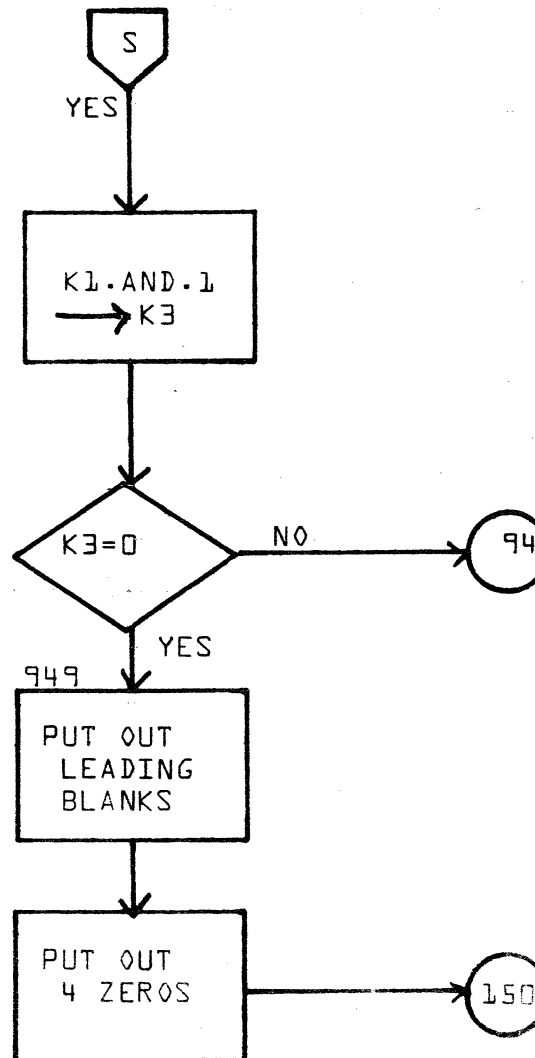 S
YES
K1.AND.1
K3
K3=0
NO
94
YES
949
PUT OUT
LEADING
BLANKS
PUT OUT
4 ZEROS
150